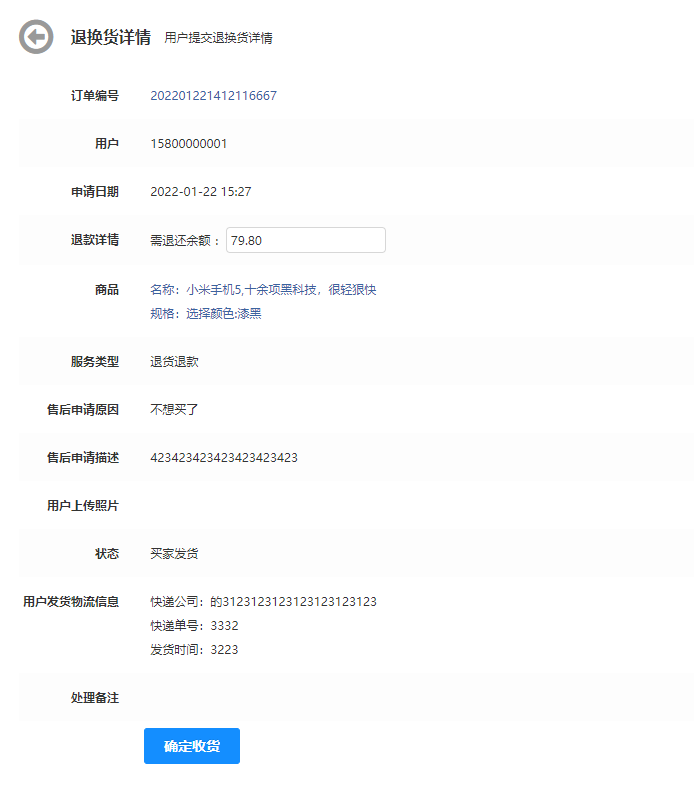 退换货详情 用户提交退换货详情
订单编号 202201221412116667
用户 15800000001
申请日期 2022-01-22 15:27
退款详情 需退还余额： 79.80
商品 名称：小米手机5,十余项黑科技，很轻狠快
规格：选择颜色:漆黑
服务类型 退货退款
售后申请原因 不想买了
售后申请描述 423423423423423423423
用户上传照片
状态 买家发货
用户发货物流信息 快递公司：的3123123123123123123123
快递单号：3332
发货时间：3223
处理备注
确定收货